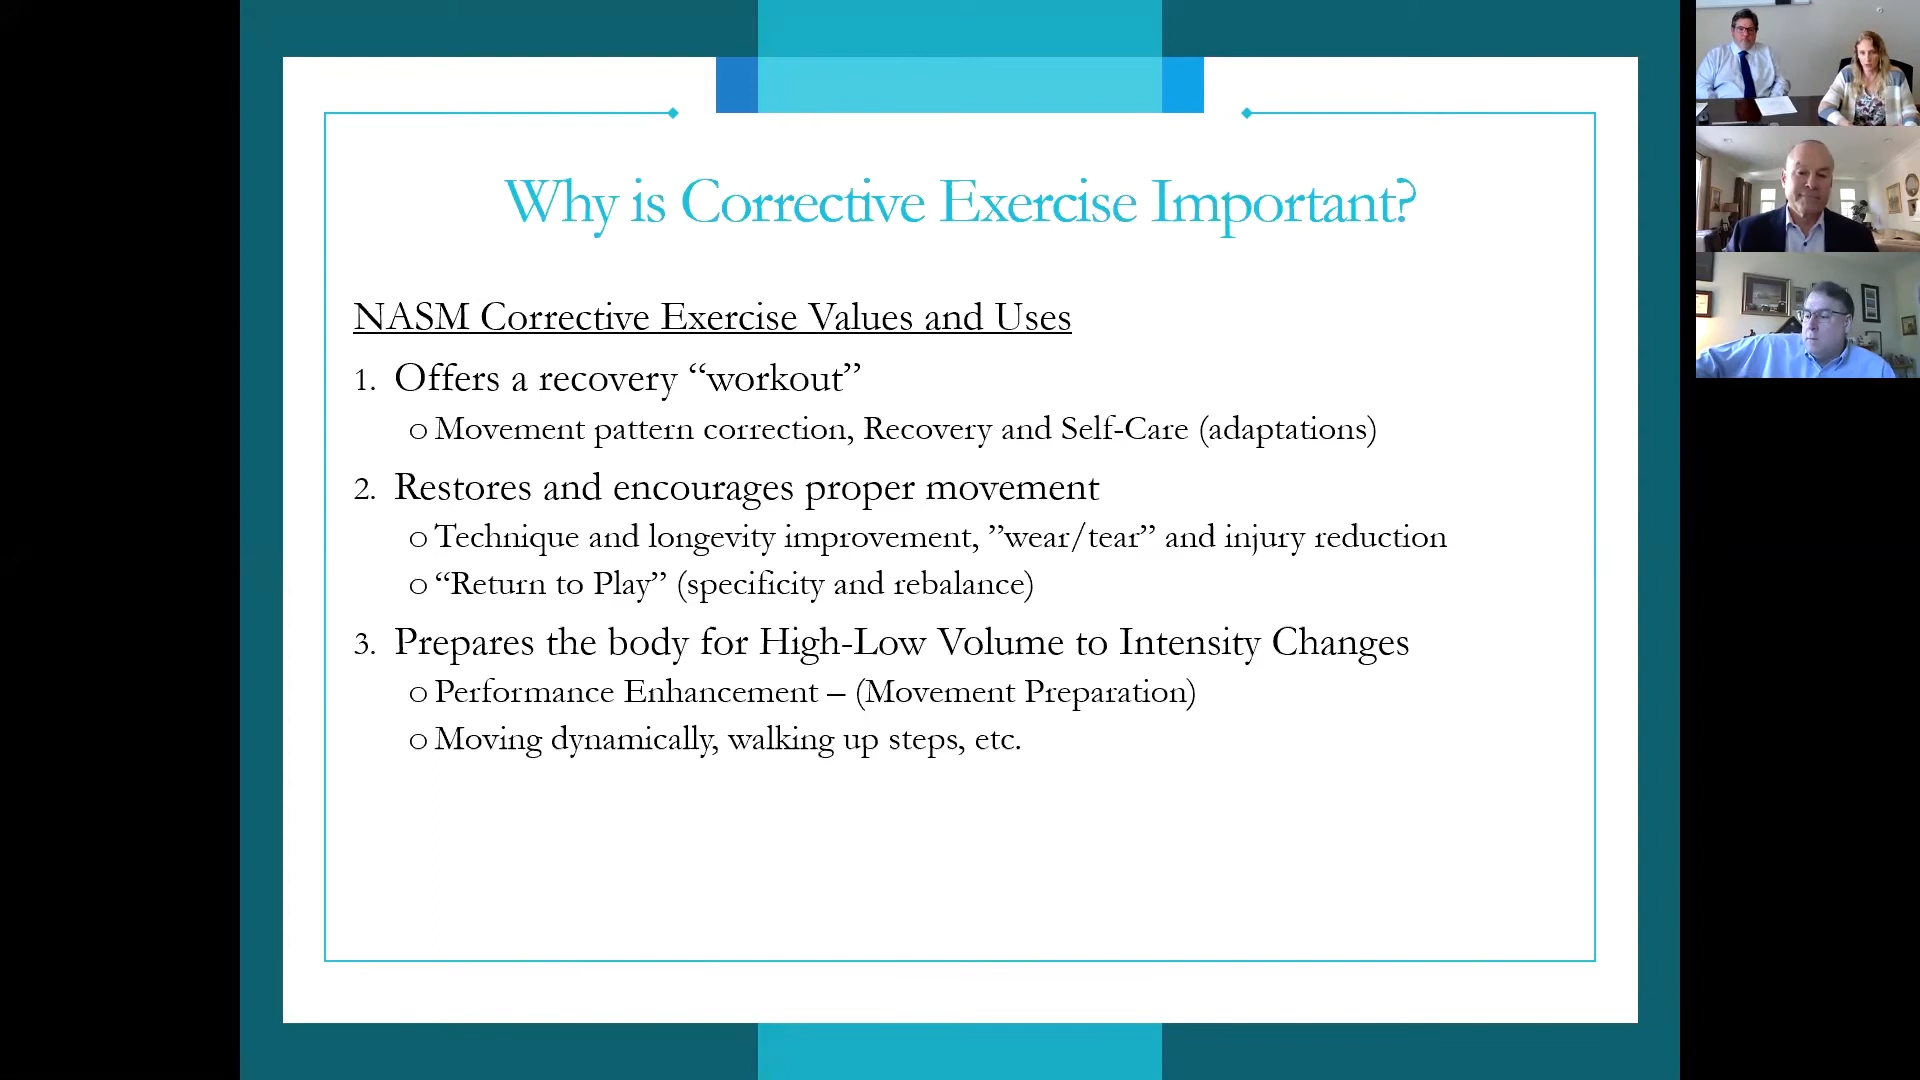 Why is Corrective Exercise Important?
NASM Corrective Exercise Values and Uses
1. Offers a recovery “workout”
o Movement pattern correction, Recovery and Self-Care (adaptations)
2. Restores and encourages proper movement
o Technique and longevity improvement, ”wear/tear” and injury reduction
o “Return to Play” (specificity and rebalance)
3. Prepares the body for High-Low Volume to Intensity Changes
o Performance Enhancement – (Movement Preparation)
o Moving dynamically, walking up steps, etc.